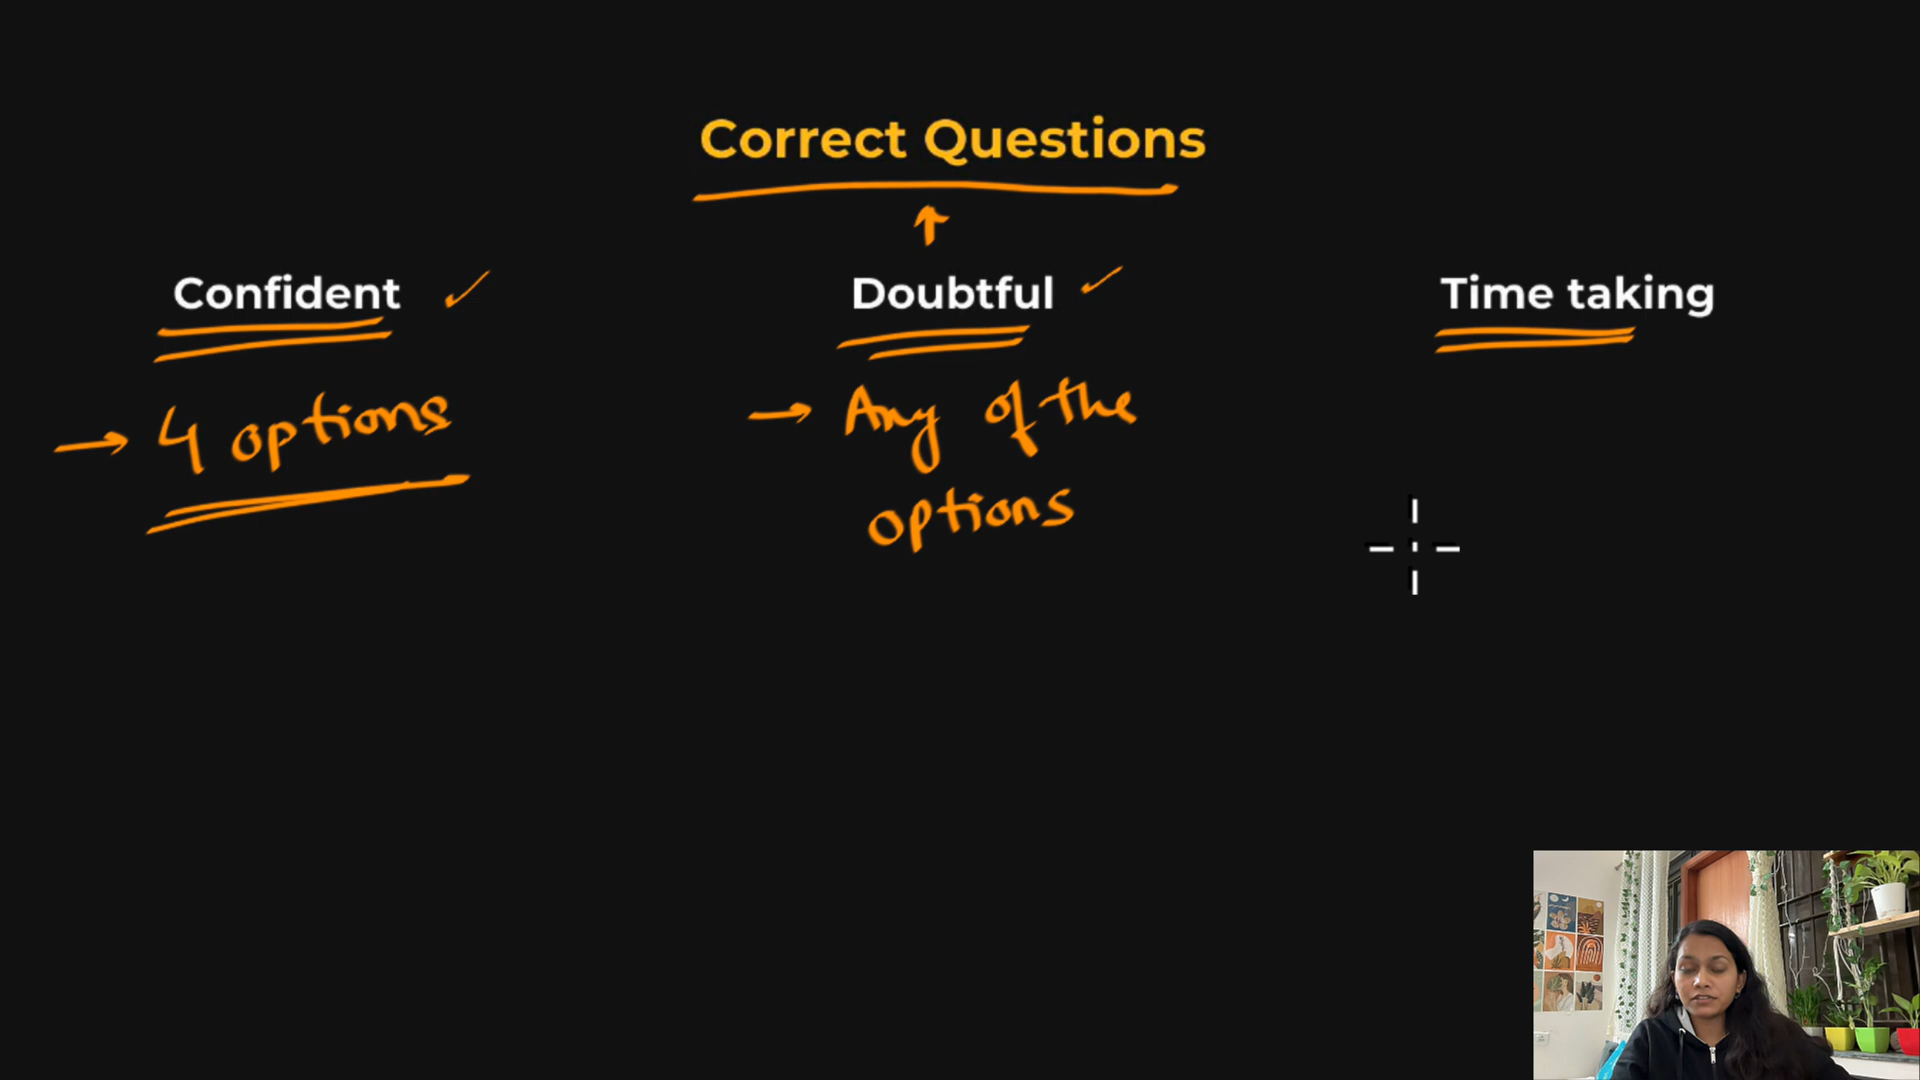 Correct Questions
↑
Confident ✓
Doubtful ✓
Time taking
→ 4 options
→ Any of the
options